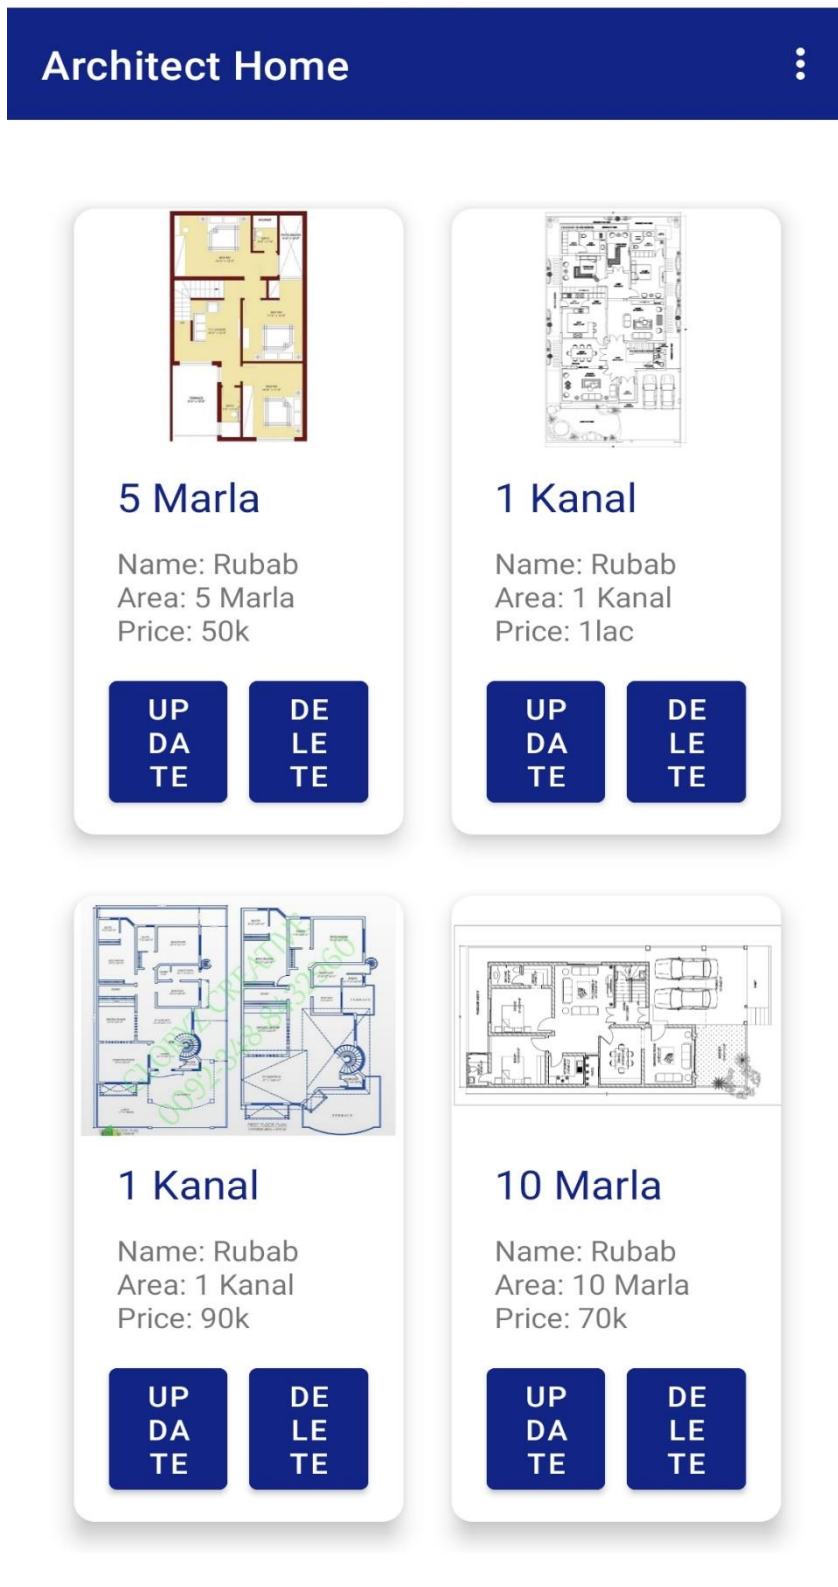 Architect Home
5 Marla
Name: Rubab
Area: 5 Marla
Price: 50k
UP
DA
TE
DE
LE
TE
1 Kanal
Name: Rubab
Area: 1 Kanal
Price: 1lac
UP
DA
TE
DE
LE
TE
1 Kanal
Name: Rubab
Area: 1 Kanal
Price: 90k
UP
DA
TE
DE
LE
TE
10 Marla
Name: Rubab
Area: 10 Marla
Price: 70k
UP
DA
TE
DE
LE
TE